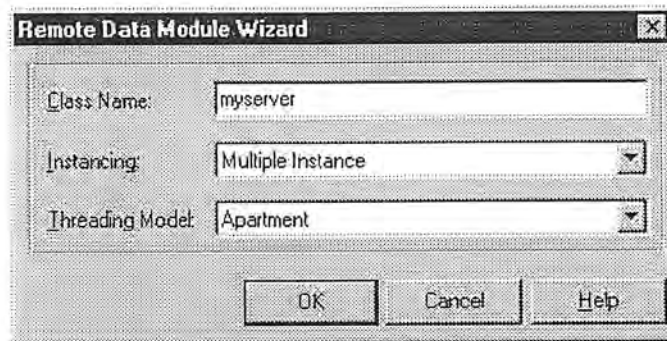 Remote Data Module Wizard
Class Name: myserver
Instancing: Multiple Instance
Threading Model: Apartment
OK Cancel Help